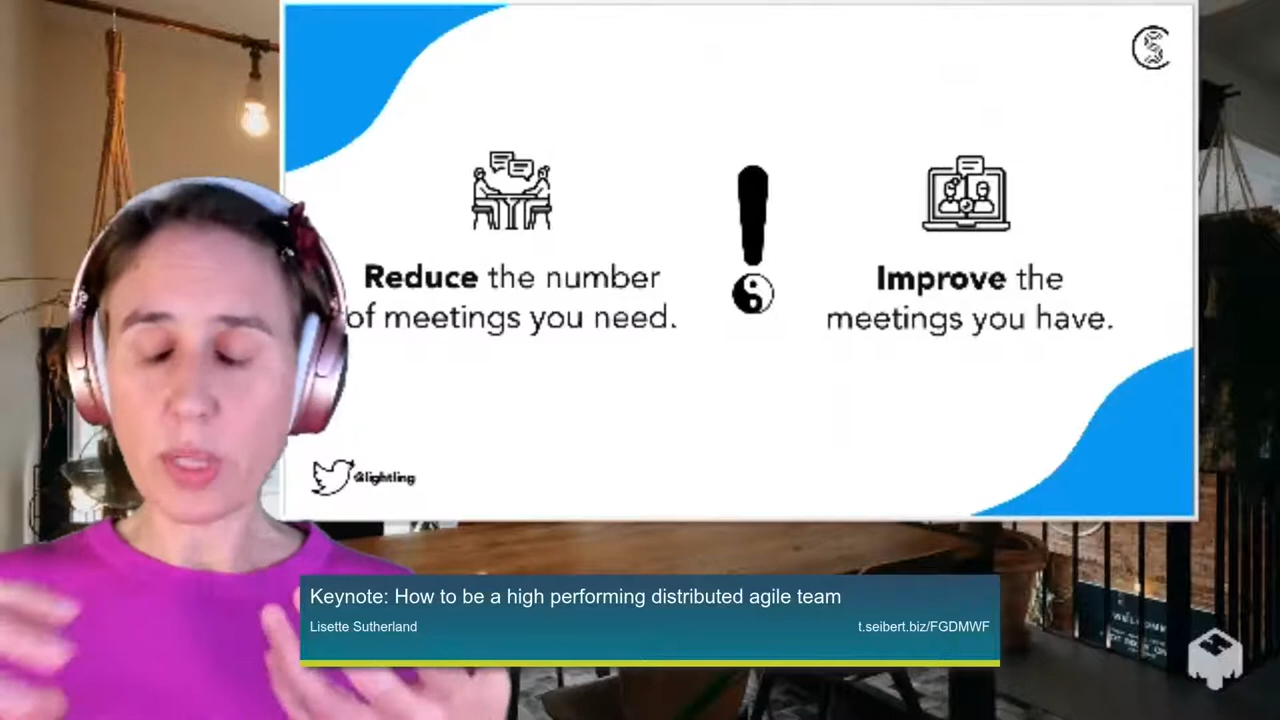 Reduce the number
of meetings you need.
Improve the
meetings you have.
@lightling
Keynote: How to be a high performing distributed agile team
Lisette Sutherland
t.seibert.biz/FGDMWF